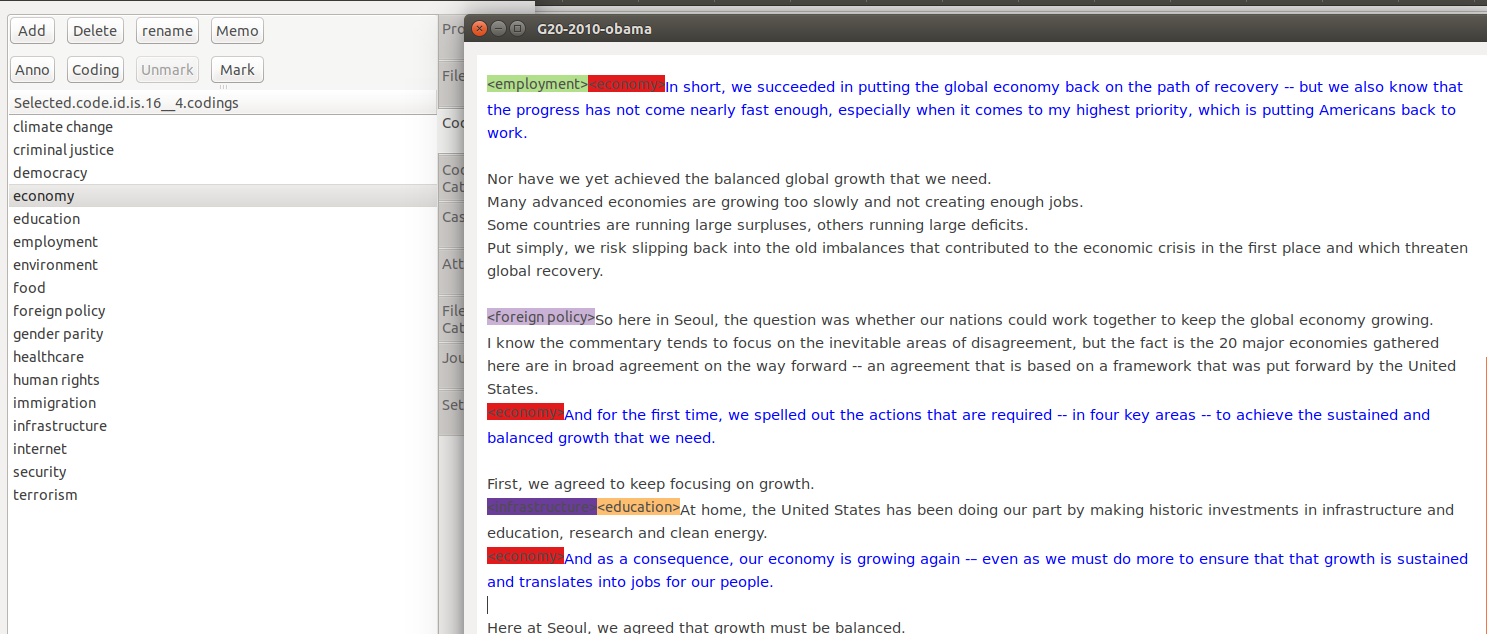 Add Delete rename Memo
Anno Coding Unmark Mark
Selected.code.id.is.16__4.codings
climate change
criminal justice
democracy
economy
education
employment
environment
food
foreign policy
gender parity
healthcare
human rights
immigration
infrastructure
internet
security
terrorism
Pro
File
Coo
Coo
Cat
Cas
Att
File
Cat
Jou
Set
G20-2010-obama
<employment><economy>In short, we succeeded in putting the global economy back on the path of recovery -- but we also know that
the progress has not come nearly fast enough, especially when it comes to my highest priority, which is putting Americans back to
work.
Nor have we yet achieved the balanced global growth that we need.
Many advanced economies are growing too slowly and not creating enough jobs.
Some countries are running large surpluses, others running large deficits.
Put simply, we risk slipping back into the old imbalances that contributed to the economic crisis in the first place and which threaten
global recovery.
<foreign policy>So here in Seoul, the question was whether our nations could work together to keep the global economy growing.
I know the commentary tends to focus on the inevitable areas of disagreement, but the fact is the 20 major economies gathered
here are in broad agreement on the way forward -- an agreement that is based on a framework that was put forward by the United
States.
<economy>And for the first time, we spelled out the actions that are required -- in four key areas -- to achieve the sustained and
balanced growth that we need.
First, we agreed to keep focusing on growth.
<infrastructure><education>At home, the United States has been doing our part by making historic investments in infrastructure and
education, research and clean energy.
<economy>And as a consequence, our economy is growing again -- even as we must do more to ensure that that growth is sustained
and translates into jobs for our people.
Here at Seoul, we agreed that growth must be balanced.